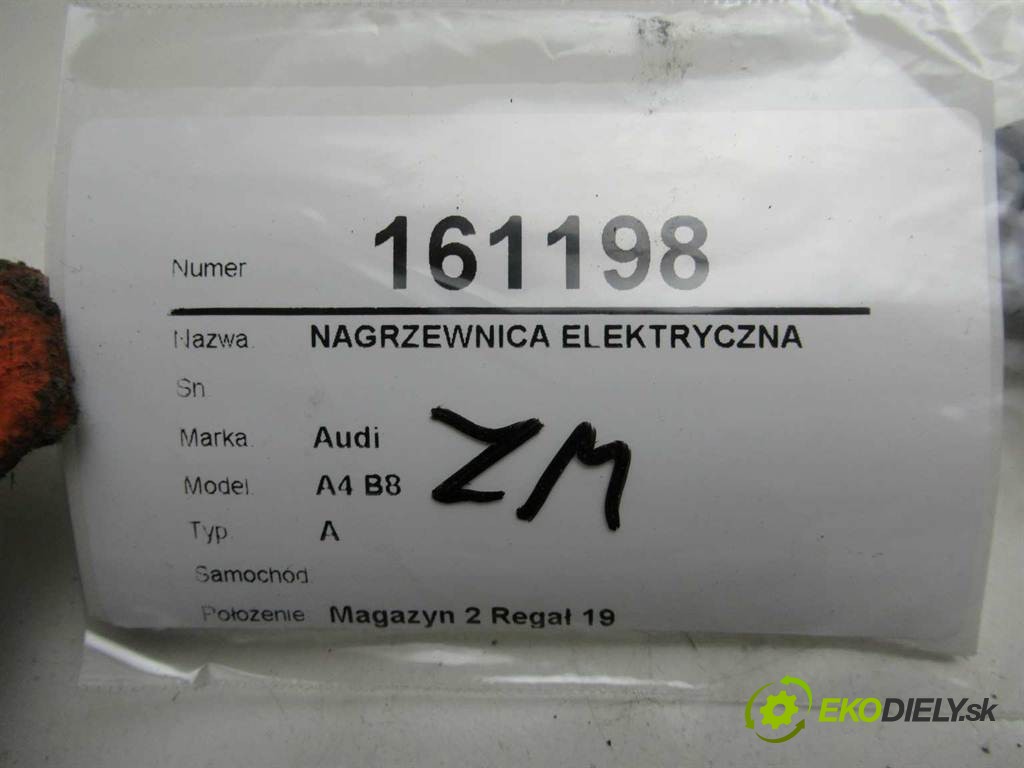 Numer 161198
Nazwa NAGRZEWNICA ELEKTRYCZNA
Sn
Marka Audi
Model A4 B8
Typ A
ZM
Samochód
Położenie Magazyn 2 Regał 19
EKODIELY.sk